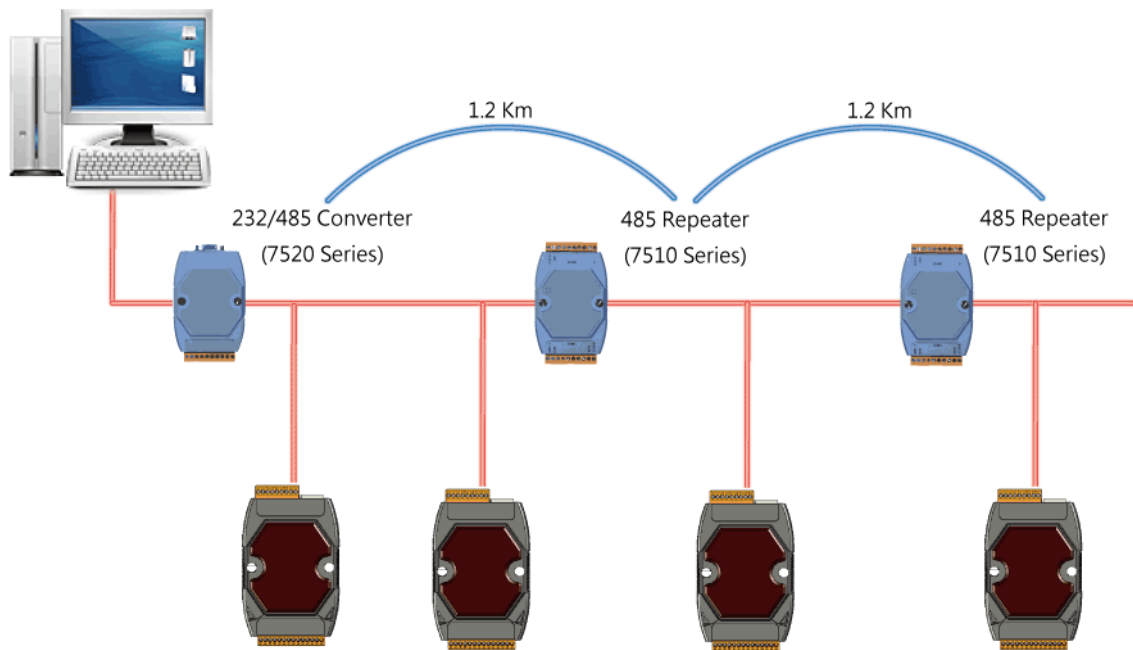 1.2 Km
1.2 Km
232/485 Converter
(7520 Series)
485 Repeater
(7510 Series)
485 Repeater
(7510 Series)